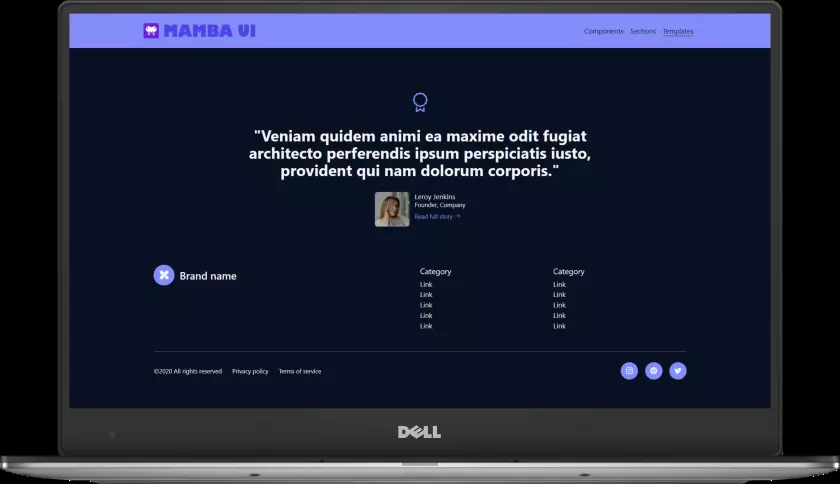 MAMBA UI
Components Sections Templates
"Veniam quidem animi ea maxime odit fugiat
architecto perferendis ipsum perspiciatis iusto,
provident qui nam dolorum corporis."
Leroy Jenkins
Founder, Company
Read full story
Brand name
Category
Link
Link
Link
Link
Link
Category
Link
Link
Link
Link
Link
©2020 All rights reserved Privacy policy Terms of service
DELL